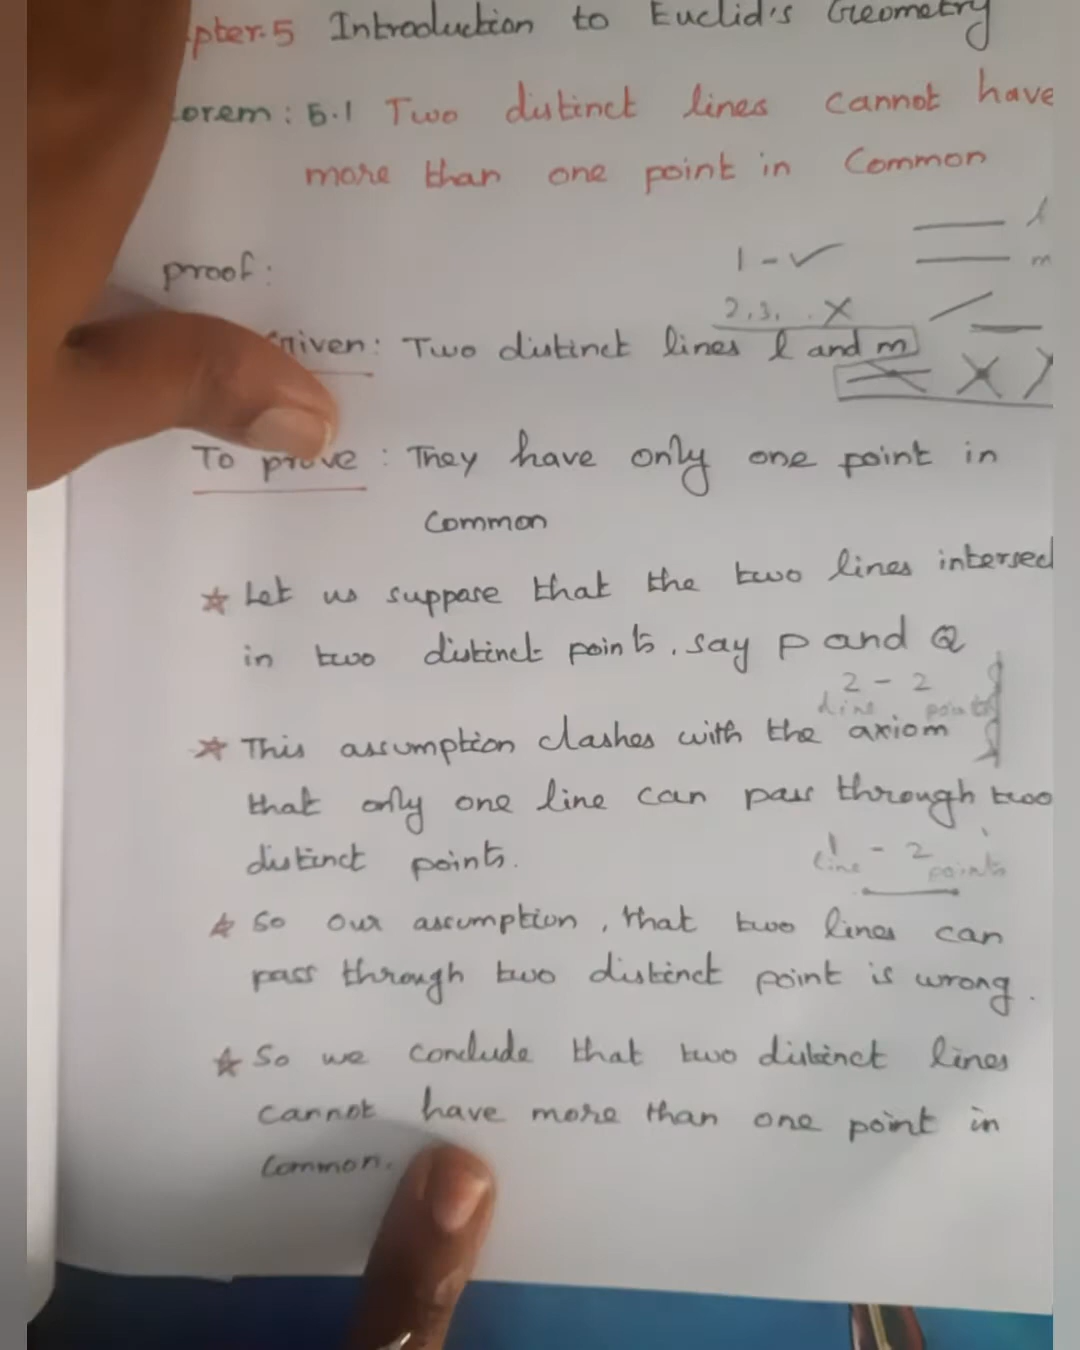 pter.5 Introduction to Euclid's Geometry
orem: 5.1 Two distinct lines cannot have
more than one point in Common
l
1 - ✓
m
proof:
2,3, . X
Given: Two distinct lines l and m
To prove: They have only one point in
Common
☆ Let us suppose that the two lines intersect
in two distinct points, say p and Q
2 - 2
line points
☆ This assumption clashes with the axiom
that only one line can pass through two
distinct points.
1 - 2
line points
☆ So our assumption, that two lines can
pass through two distinct point is wrong.
☆ So we conclude that two distinct lines
cannot have more than one point in
Common.